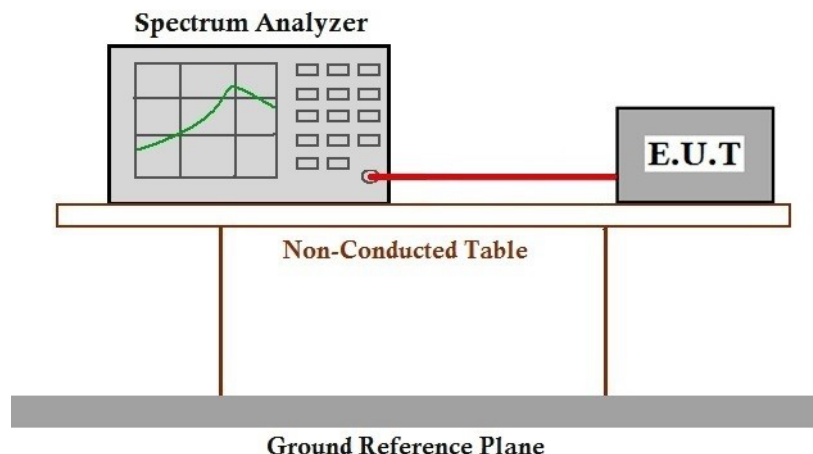 Spectrum Analyzer
E.U.T
Non-Conducted Table
Ground Reference Plane